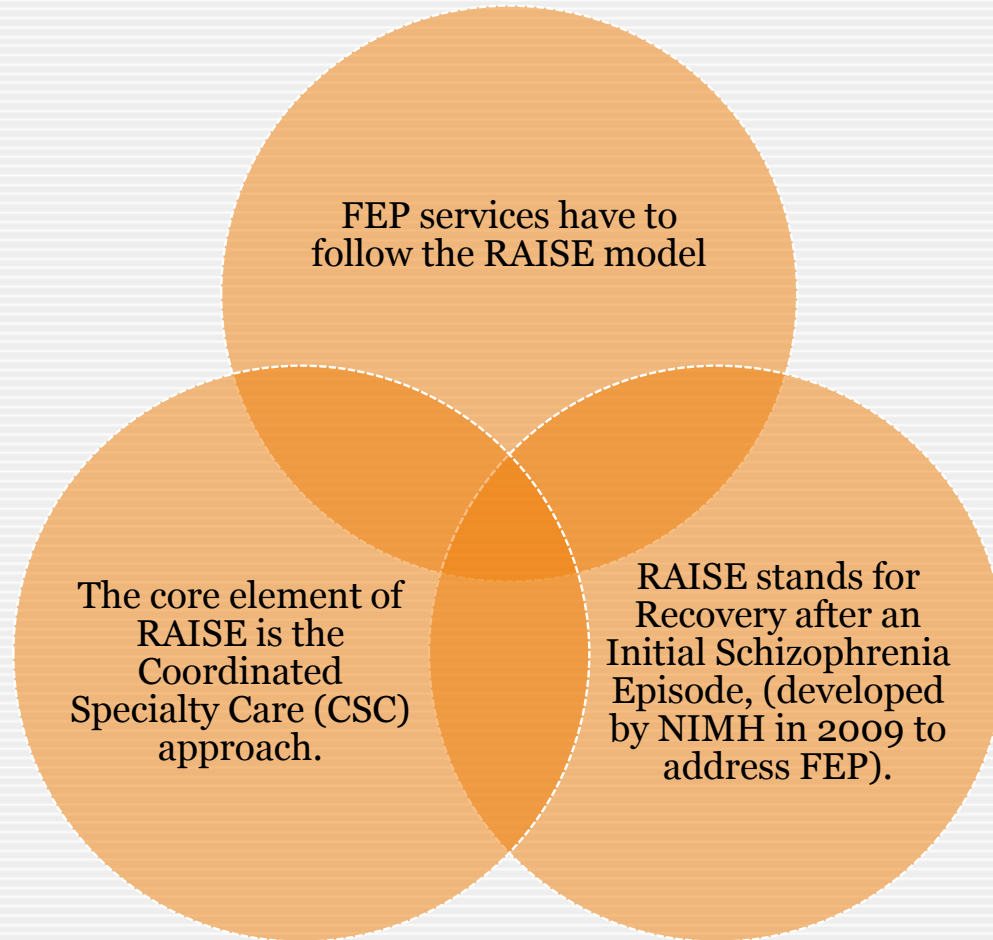 FEP services have to
follow the RAISE model
The core element of
RAISE is the
Coordinated
Specialty Care (CSC)
approach.
RAISE stands for
Recovery after an
Initial Schizophrenia
Episode, (developed
by NIMH in 2009 to
address FEP).